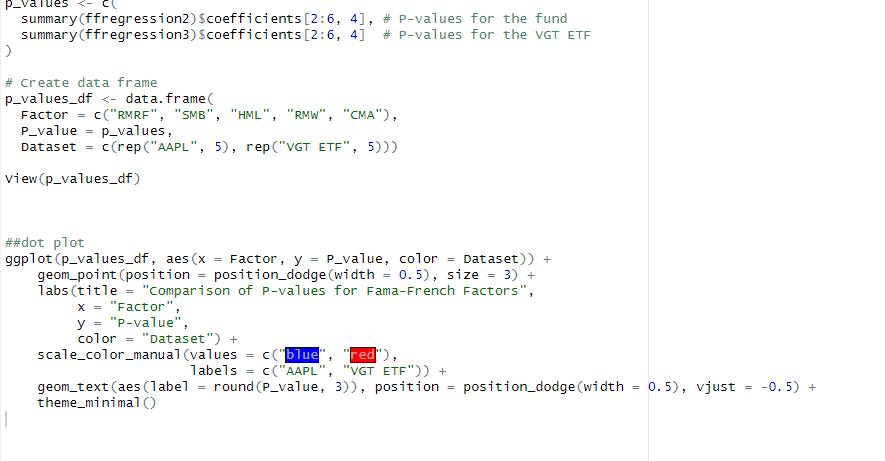 p_values <- c(
  summary(ffregression2)$coefficients[2:6, 4], # P-values for the fund
  summary(ffregression3)$coefficients[2:6, 4]  # P-values for the VGT ETF
)
# Create data frame
p_values_df <- data.frame(
  Factor = c("RMRF", "SMB", "HML", "RMW", "CMA"),
  P_value = p_values,
  Dataset = c(rep("AAPL", 5), rep("VGT ETF", 5)))
View(p_values_df)
##dot plot
ggplot(p_values_df, aes(x = Factor, y = P_value, color = Dataset)) +
    geom_point(position = position_dodge(width = 0.5), size = 3) +
    labs(title = "Comparison of P-values for Fama-French Factors",
         x = "Factor",
         y = "P-value",
         color = "Dataset") +
    scale_color_manual(values = c("blue", "red"),
                       labels = c("AAPL", "VGT ETF")) +
    geom_text(aes(label = round(P_value, 3)), position = position_dodge(width = 0.5), vjust = -0.5) +
    theme_minimal()